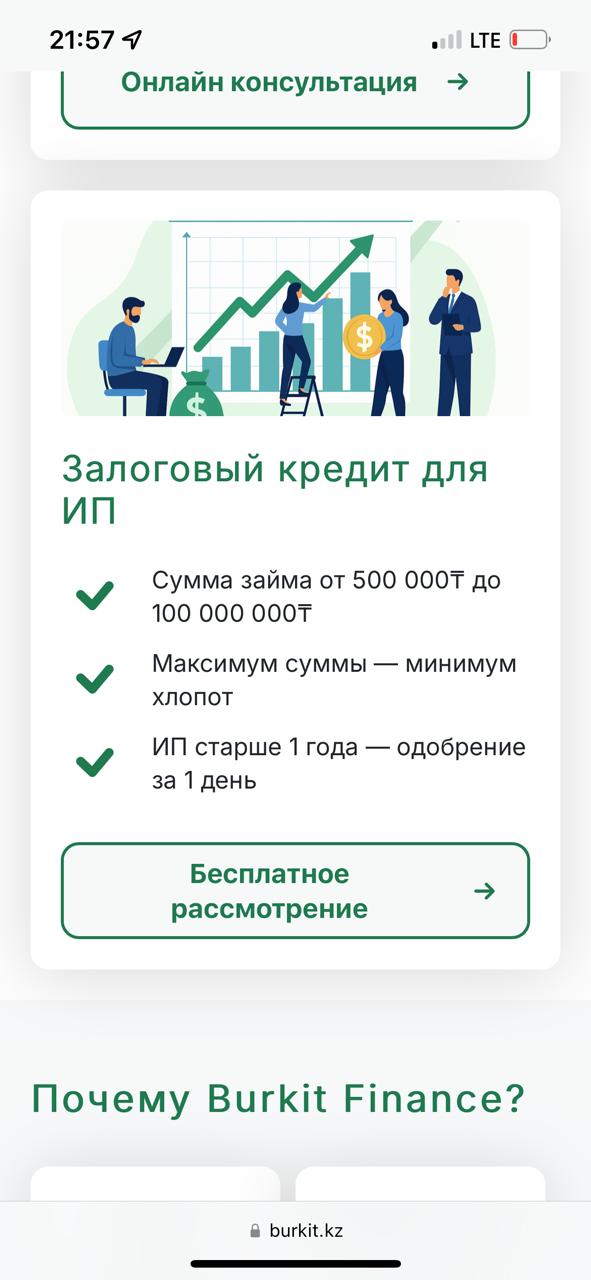 21:57
LTE
Онлайн консультация →
$
$
Залоговый кредит для
ИП
Сумма займа от 500 000₸ до
100 000 000₸
Максимум суммы — минимум
хлопот
ИП старше 1 года — одобрение
за 1 день
Бесплатное
рассмотрение →
Почему Burkit Finance?
burkit.kz